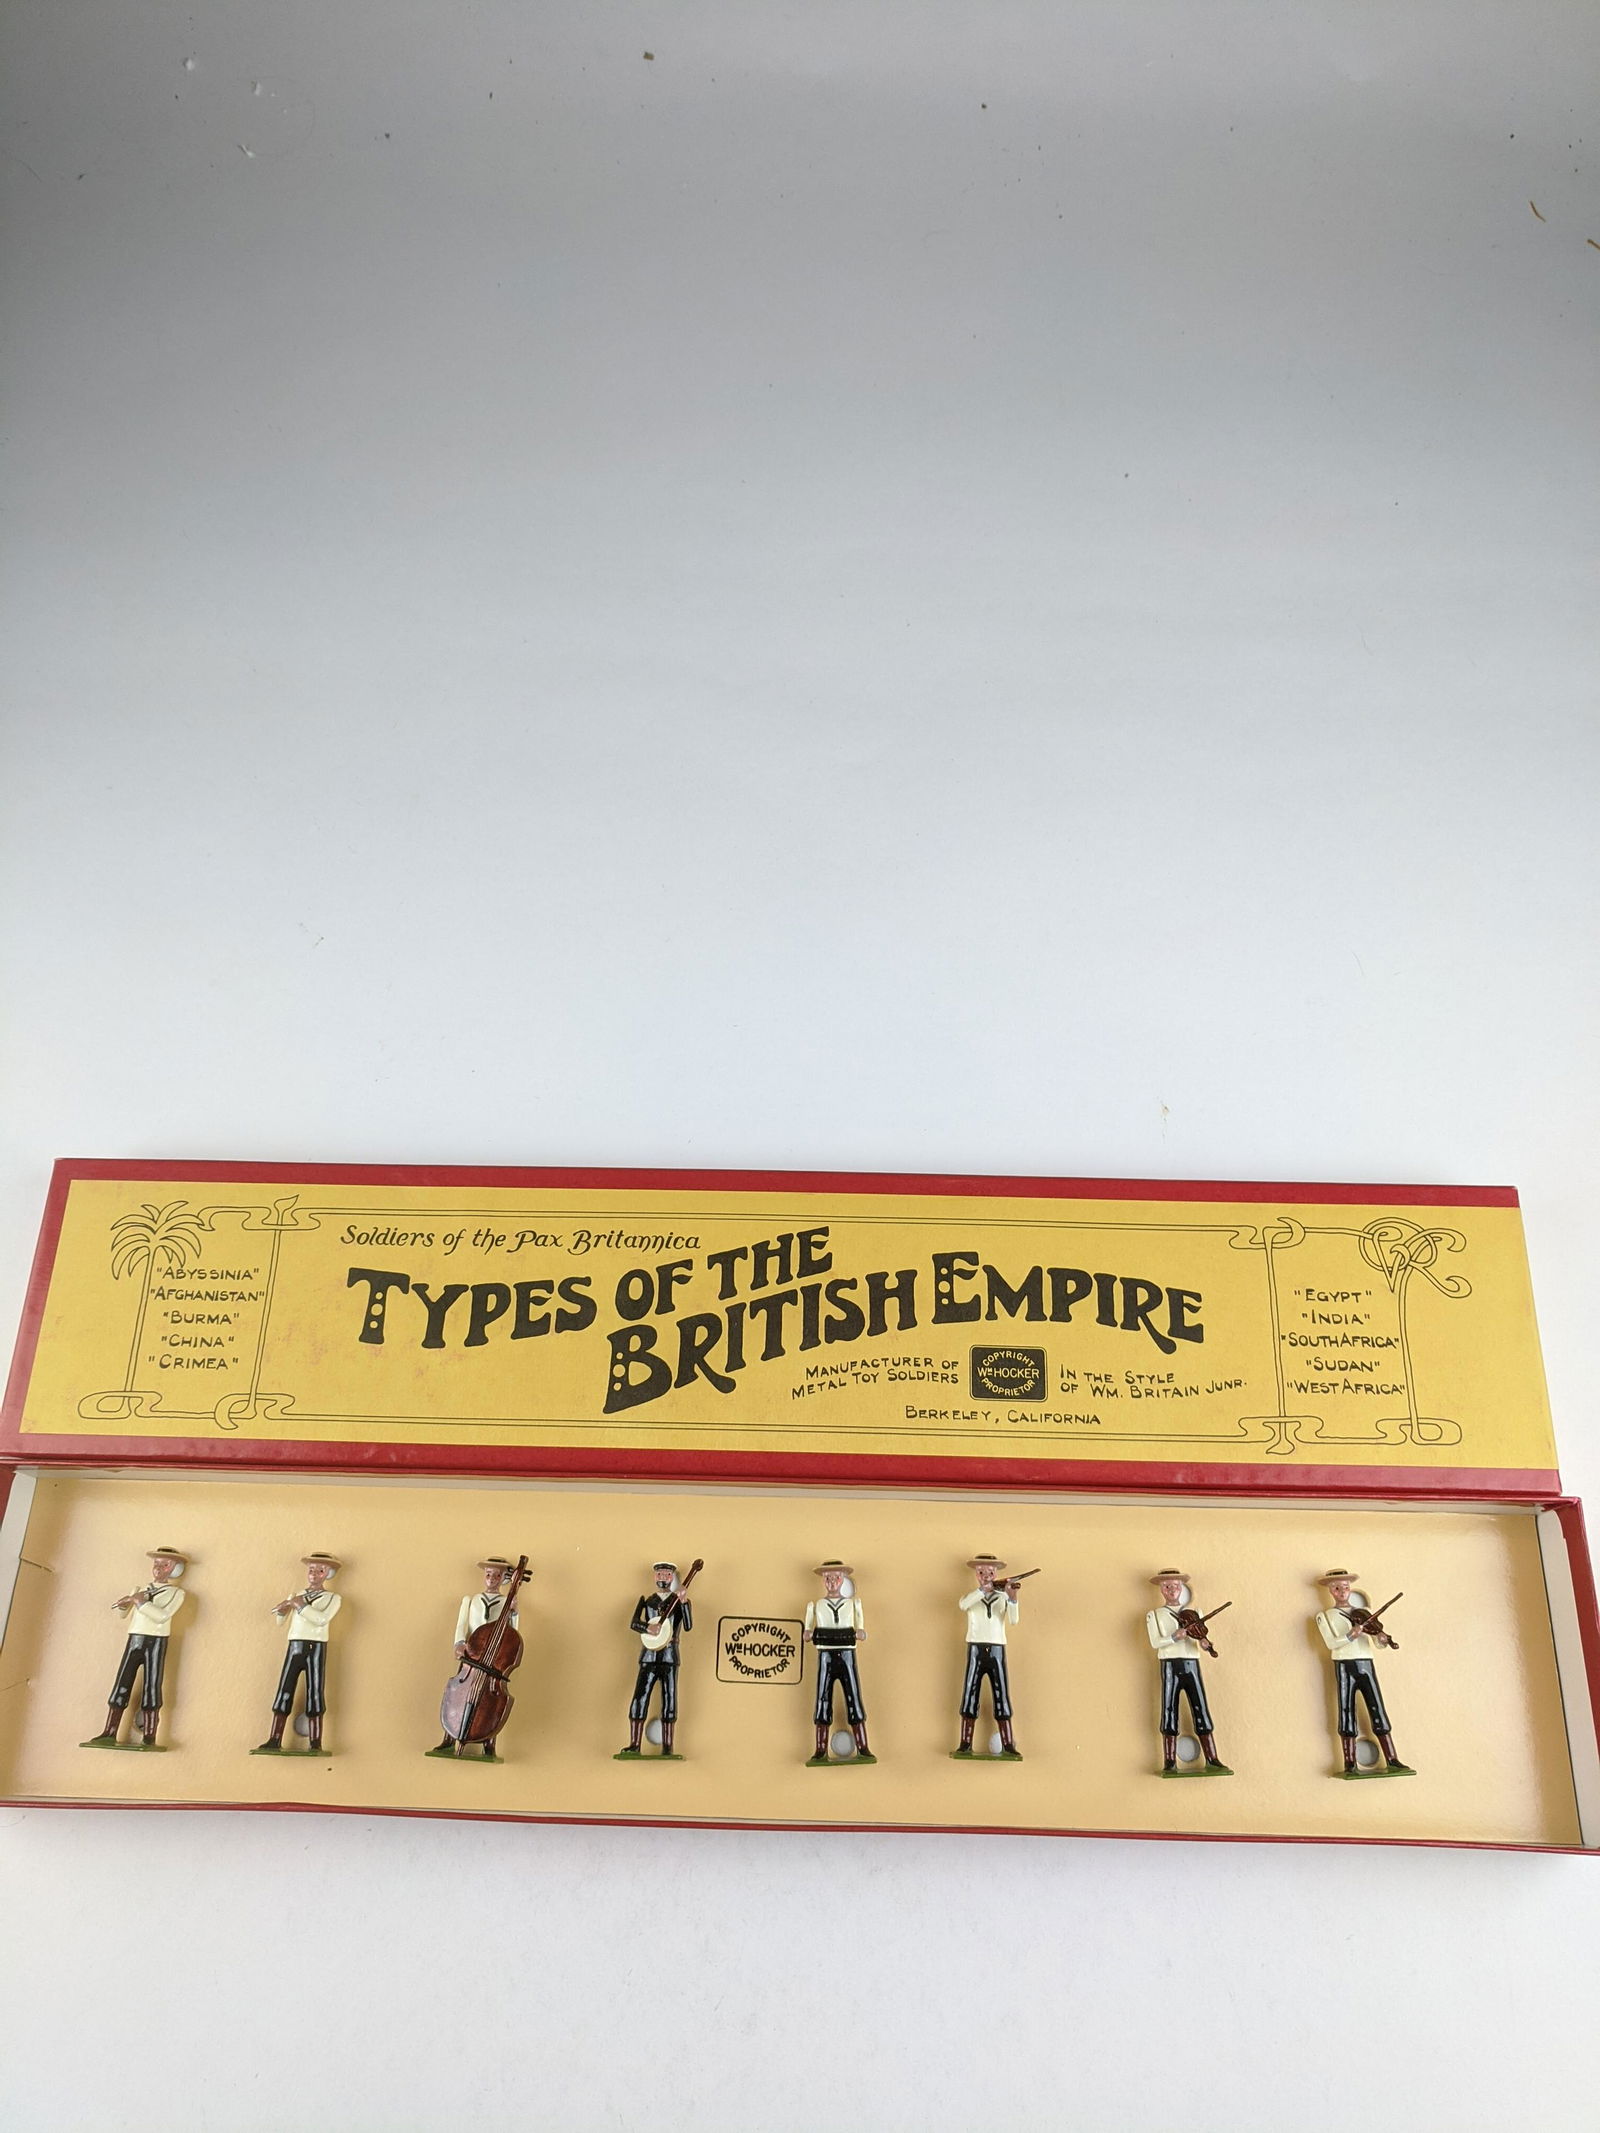 Soldiers of the Pax Britannica
TYPES OF THE
BRITISH EMPIRE
"ABYSSINIA"
"AFGHANISTAN"
"BURMA"
"CHINA"
"CRIMEA"
MANUFACTURER OF
METAL TOY SOLDIERS
COPYRIGHT
WM HOCKER
PROPRIETOR
IN THE STYLE
OF WM. BRITAIN JUNR.
BERKELEY, CALIFORNIA
"EGYPT"
"INDIA"
"SOUTH AFRICA"
"SUDAN"
"WEST AFRICA"
COPYRIGHT
WM HOCKER
PROPRIETOR